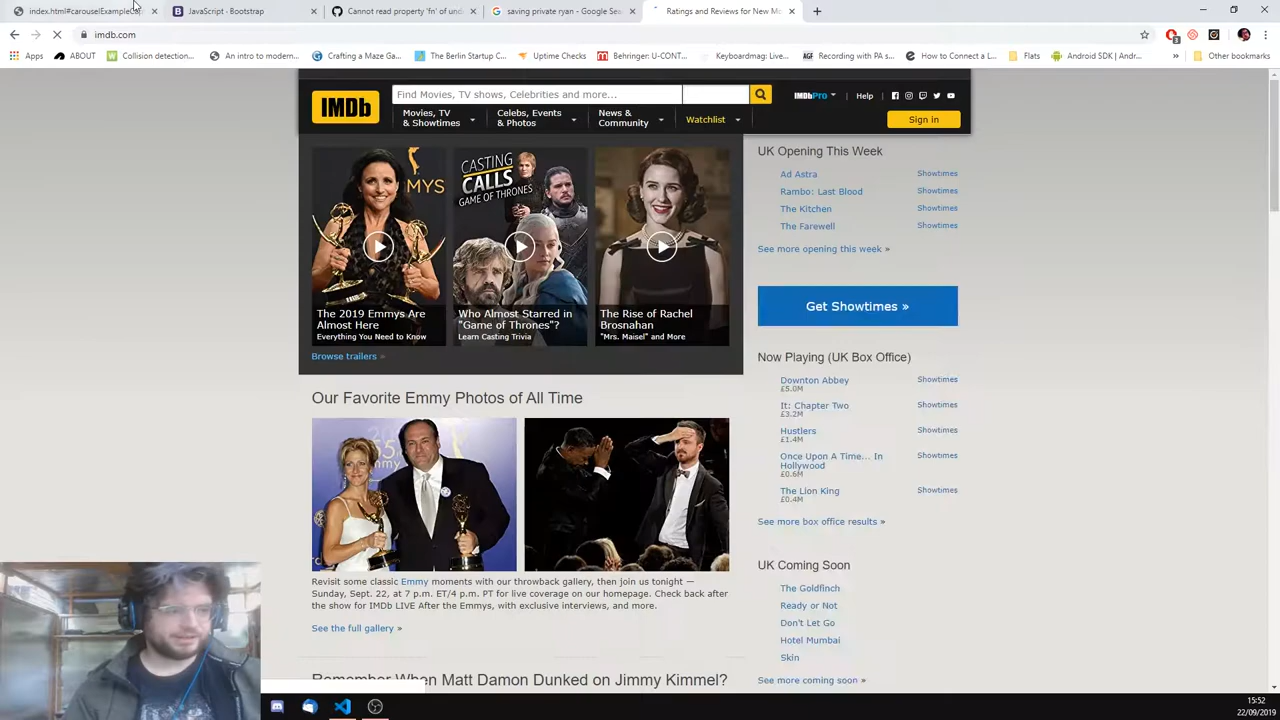 index.html#carouselExampleCa
JavaScript · Bootstrap
Cannot read property 'fn' of und
saving private ryan - Google Sea
Ratings and Reviews for New Mo
imdb.com
Apps
ABOUT
Collision detection...
An intro to modern...
Crafting a Maze Ga...
The Berlin Startup C...
Uptime Checks
Behringer: U-CONT...
Keyboardmag: Live...
Recording with PA s...
How to Connect a L...
Flats
Android SDK | Andr...
Other bookmarks
IMDb
Find Movies, TV shows, Celebrities and more...
IMDbPro
Help
Movies, TV
& Showtimes
Celebs, Events
& Photos
News &
Community
Watchlist
Sign in
MYS
The 2019 Emmys Are
Almost Here
Everything You Need to Know
CASTING
CALLS
GAME OF THRONES
Who Almost Starred in
"Game of Thrones"?
Learn Casting Trivia
The Rise of Rachel
Brosnahan
"Mrs. Maisel" and More
Browse trailers »
Our Favorite Emmy Photos of All Time
Revisit some classic Emmy moments with our throwback gallery, then join us tonight —
Sunday, Sept. 22, at 7 p.m. ET/4 p.m. PT for live coverage on our homepage. Check back after
the show for IMDb LIVE After the Emmys, with exclusive interviews, and more.
See the full gallery »
Remember When Matt Damon Dunked on Jimmy Kimmel?
UK Opening This Week
Ad Astra Showtimes
Rambo: Last Blood Showtimes
The Kitchen Showtimes
The Farewell Showtimes
See more opening this week »
Get Showtimes »
Now Playing (UK Box Office)
Downton Abbey Showtimes
£5.0M
It: Chapter Two Showtimes
£3.2M
Hustlers Showtimes
£1.4M
Once Upon A Time... In Showtimes
Hollywood
£0.6M
The Lion King Showtimes
£0.4M
See more box office results »
UK Coming Soon
The Goldfinch
Ready or Not
Don't Let Go
Hotel Mumbai
Skin
See more coming soon »
15:52
22/09/2019